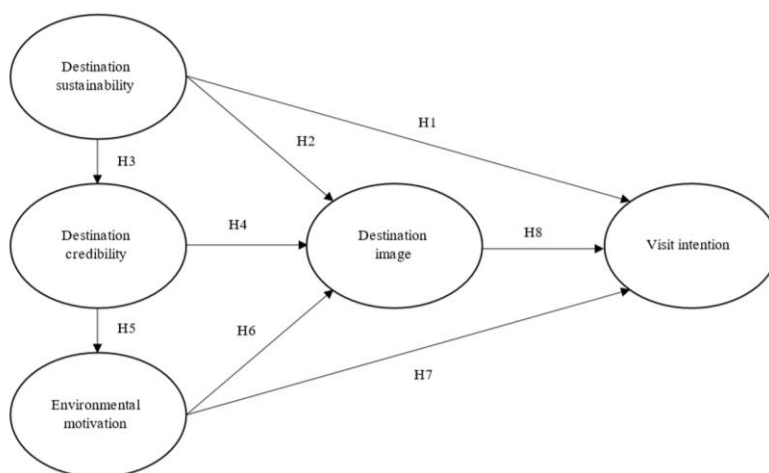 Destination
sustainability
H1
H2
H3
Destination
credibility
H4
Destination
image
H8
Visit intention
H5
H6
H7
Environmental
motivation